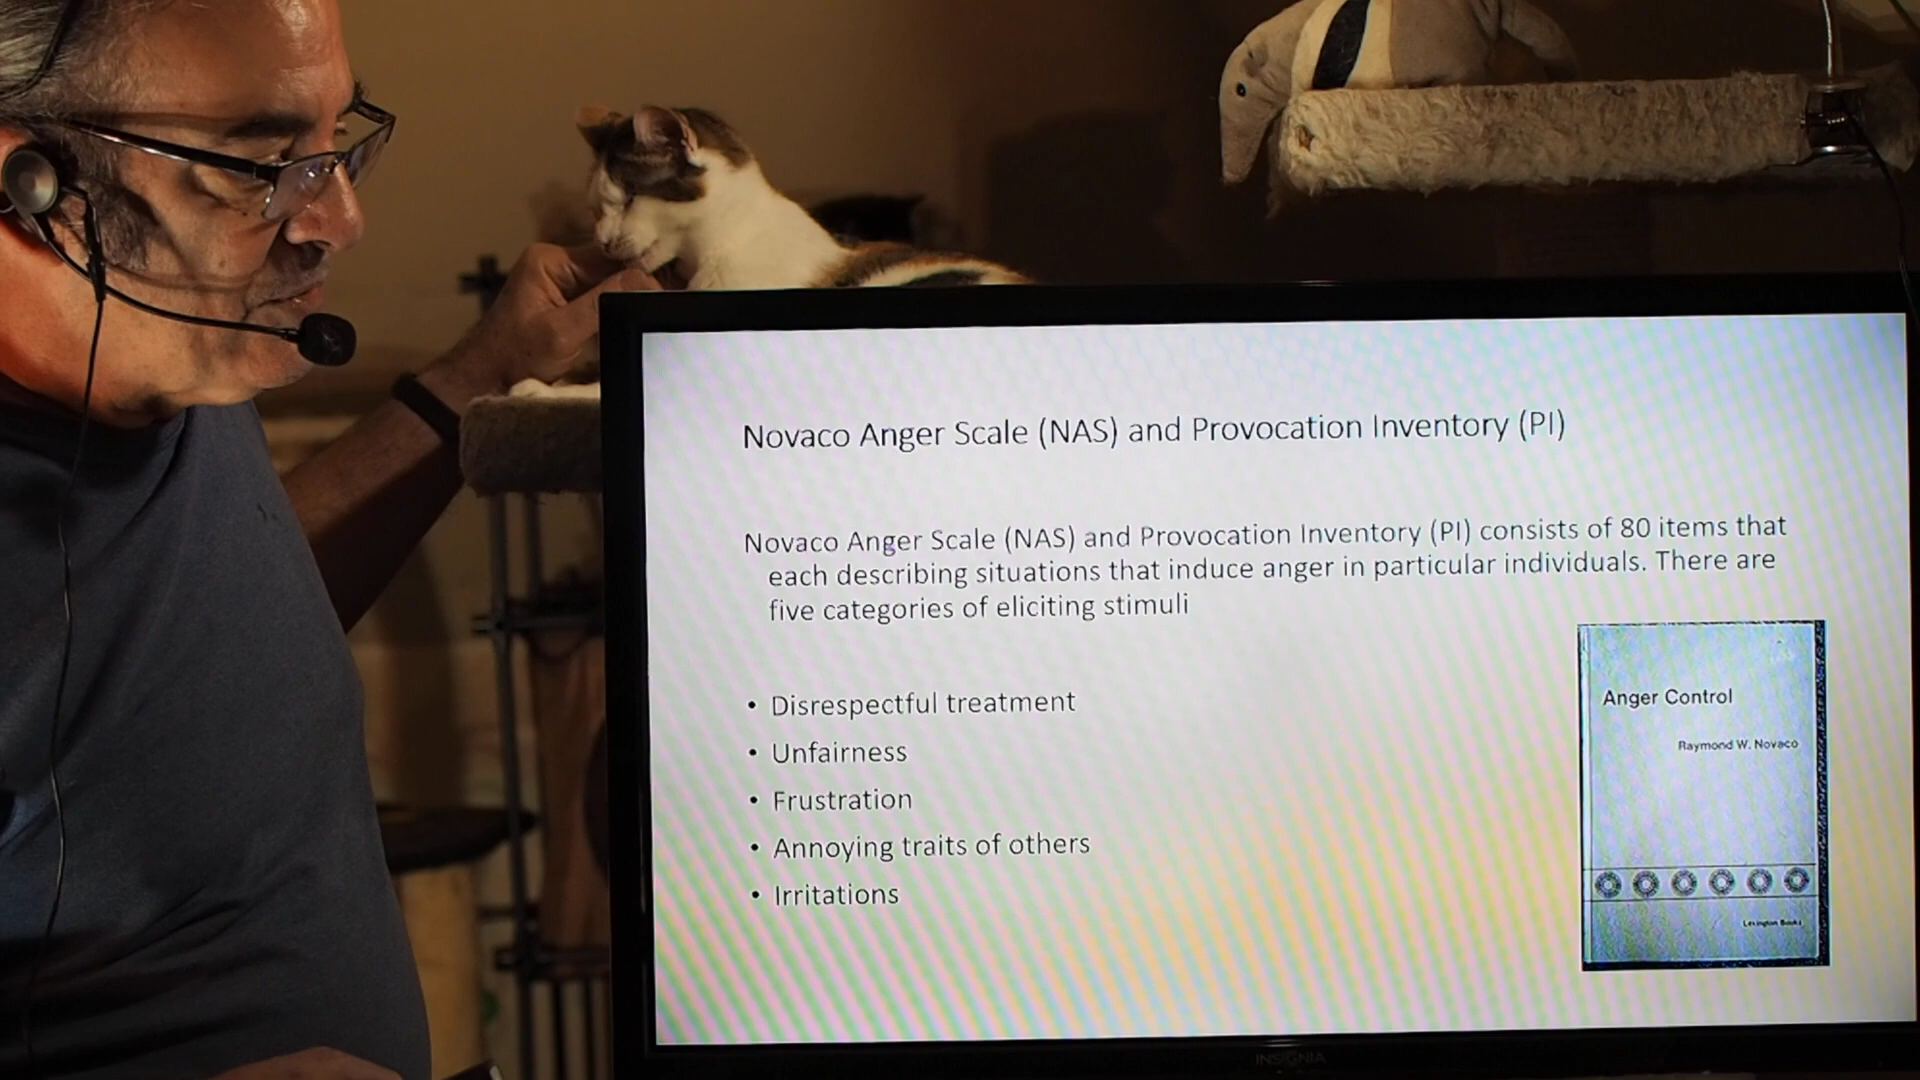 Novaco Anger Scale (NAS) and Provocation Inventory (PI)
Novaco Anger Scale (NAS) and Provocation Inventory (PI) consists of 80 items that
each describing situations that induce anger in particular individuals. There are
five categories of eliciting stimuli
• Disrespectful treatment
• Unfairness
• Frustration
• Annoying traits of others
• Irritations
Anger Control
Raymond W. Novaco
Lexington Books
INSIGNIA